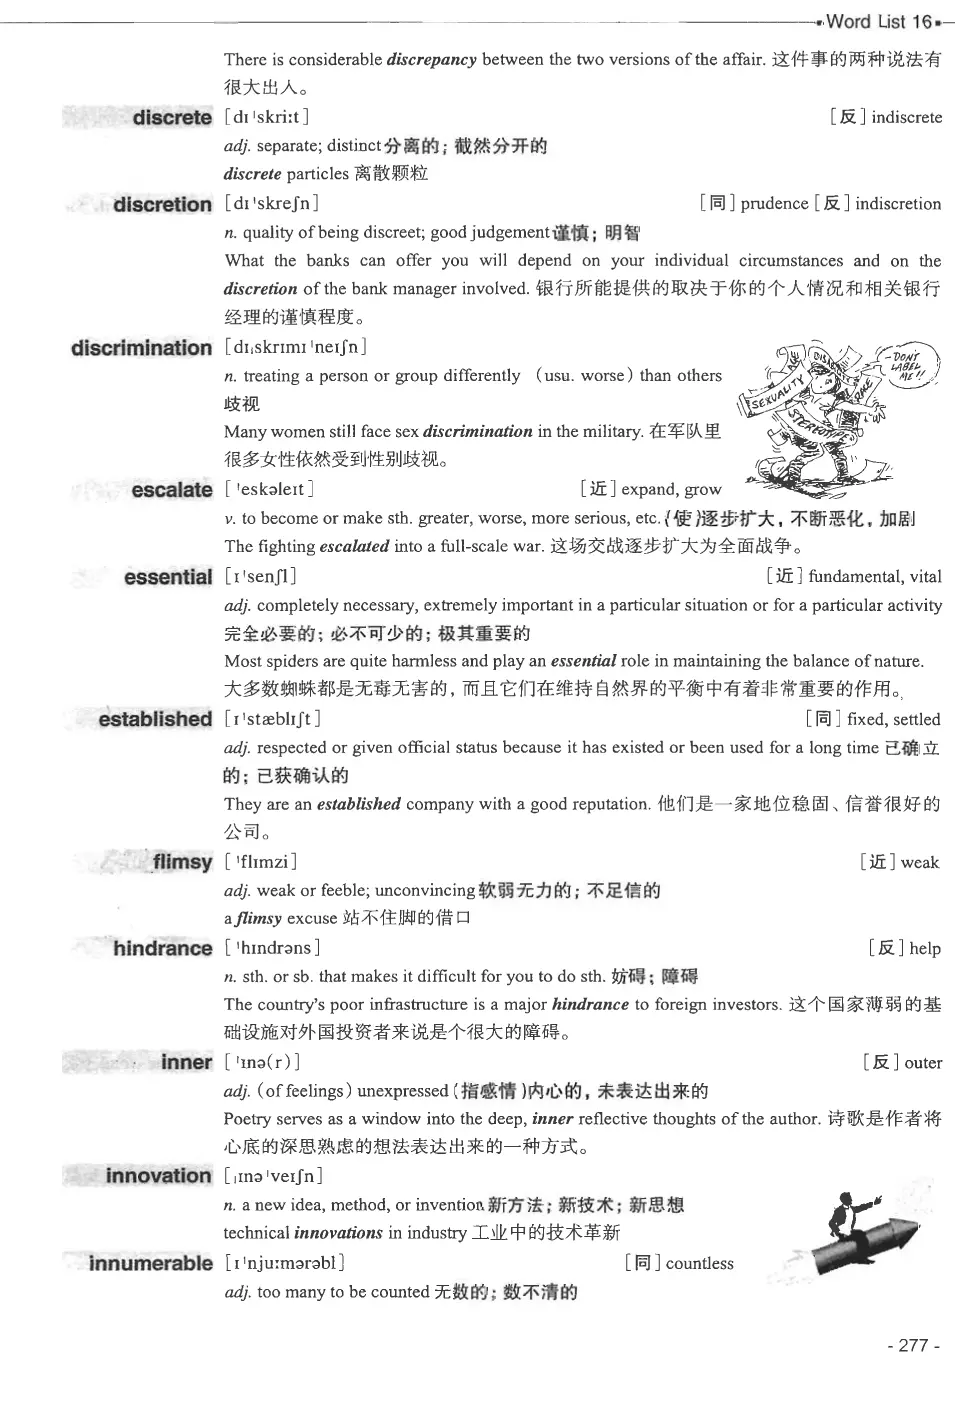 Word List 16
There is considerable discrepancy between the two versions of the affair. 这件事的两种说法有
很大出入。
discrete [dɪˈskriːt] [反] indiscrete
adj. separate; distinct 分离的；截然分开的
discrete particles 离散颗粒
discretion [dɪˈskreʃn] [同] prudence [反] indiscretion
n. quality of being discreet; good judgement 谨慎；明智
What the banks can offer you will depend on your individual circumstances and on the
discretion of the bank manager involved. 银行所能提供的取决于你的个人情况和相关银行
经理的谨慎程度。
discrimination [dɪˌskrɪmɪˈneɪʃn]
n. treating a person or group differently （usu. worse）than others
歧视
Many women still face sex discrimination in the military. 在军队里
很多女性依然受到性别歧视。
AGE
SEXUALITY
RACE
STEREOTYPE
-DON'T
LABEL
ME!!
escalate [ˈeskəleɪt] [近] expand, grow
v. to become or make sth. greater, worse, more serious, etc.（使）逐步扩大，不断恶化，加剧
The fighting escalated into a full-scale war. 这场交战逐步扩大为全面战争。
essential [ɪˈsenʃl] [近] fundamental, vital
adj. completely necessary, extremely important in a particular situation or for a particular activity
完全必要的；必不可少的；极其重要的
Most spiders are quite harmless and play an essential role in maintaining the balance of nature.
大多数蜘蛛都是无毒无害的，而且它们在维持自然界的平衡中有着非常重要的作用。
established [ɪˈstæblɪʃt] [同] fixed, settled
adj. respected or given official status because it has existed or been used for a long time 已确立
的；已获确认的
They are an established company with a good reputation. 他们是一家地位稳固、信誉很好的
公司。
flimsy [ˈflɪmzi] [近] weak
adj. weak or feeble; unconvincing 软弱无力的；不足信的
a flimsy excuse 站不住脚的借口
hindrance [ˈhɪndrəns] [反] help
n. sth. or sb. that makes it difficult for you to do sth. 妨碍；障碍
The country's poor infrastructure is a major hindrance to foreign investors. 这个国家薄弱的基
础设施对外国投资者来说是个很大的障碍。
inner [ˈɪnə(r)] [反] outer
adj.（of feelings）unexpressed（指感情）内心的，未表达出来的
Poetry serves as a window into the deep, inner reflective thoughts of the author. 诗歌是作者将
心底的深思熟虑的想法表达出来的一种方式。
innovation [ˌɪnəˈveɪʃn]
n. a new idea, method, or invention 新方法；新技术；新思想
technical innovations in industry 工业中的技术革新
innumerable [ɪˈnjuːmərəbl] [同] countless
adj. too many to be counted 无数的；数不清的
- 277 -